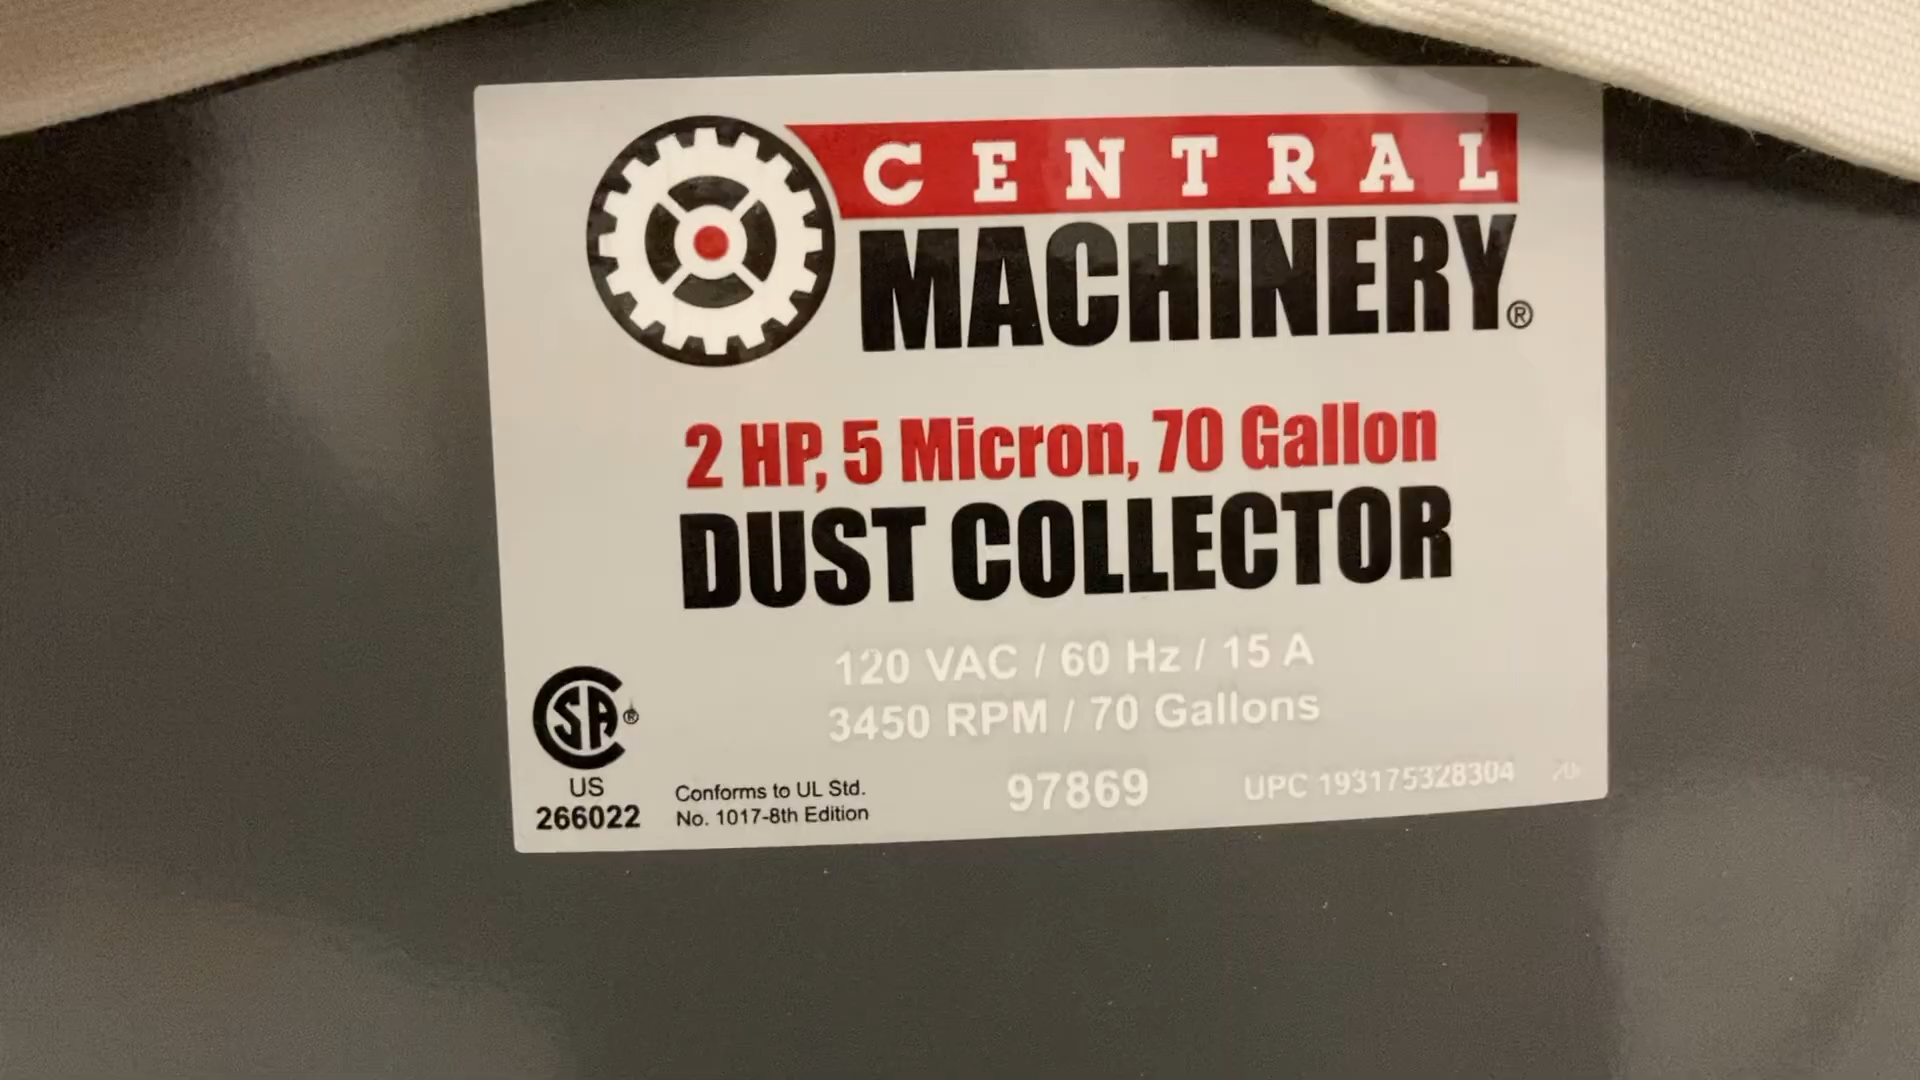 CENTRAL
MACHINERY®
2 HP, 5 Micron, 70 Gallon
DUST COLLECTOR
120 VAC / 60 Hz / 15 A
3450 RPM / 70 Gallons
SA®
US
266022
Conforms to UL Std.
No. 1017-8th Edition
97869
UPC 193175328304